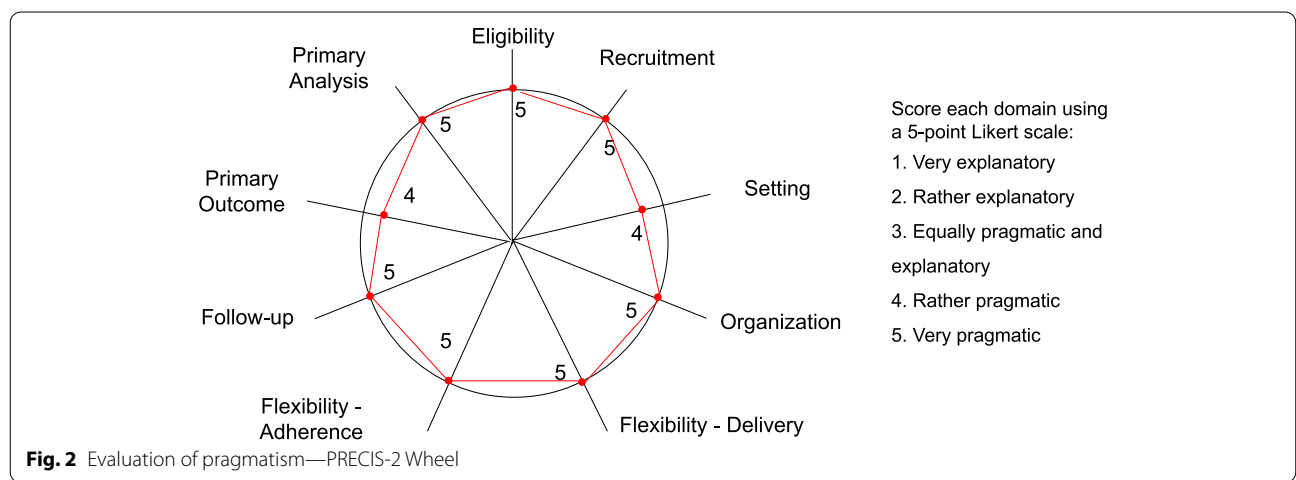 Eligibility
Primary
Analysis
Recruitment
5
5
5
Primary
Outcome
4
Setting
4
5
Follow-up
5
Organization
5
5
Flexibility -
Adherence
Flexibility - Delivery
Score each domain using
a 5-point Likert scale:
1. Very explanatory
2. Rather explanatory
3. Equally pragmatic and
explanatory
4. Rather pragmatic
5. Very pragmatic
Fig. 2 Evaluation of pragmatism—PRECIS-2 Wheel